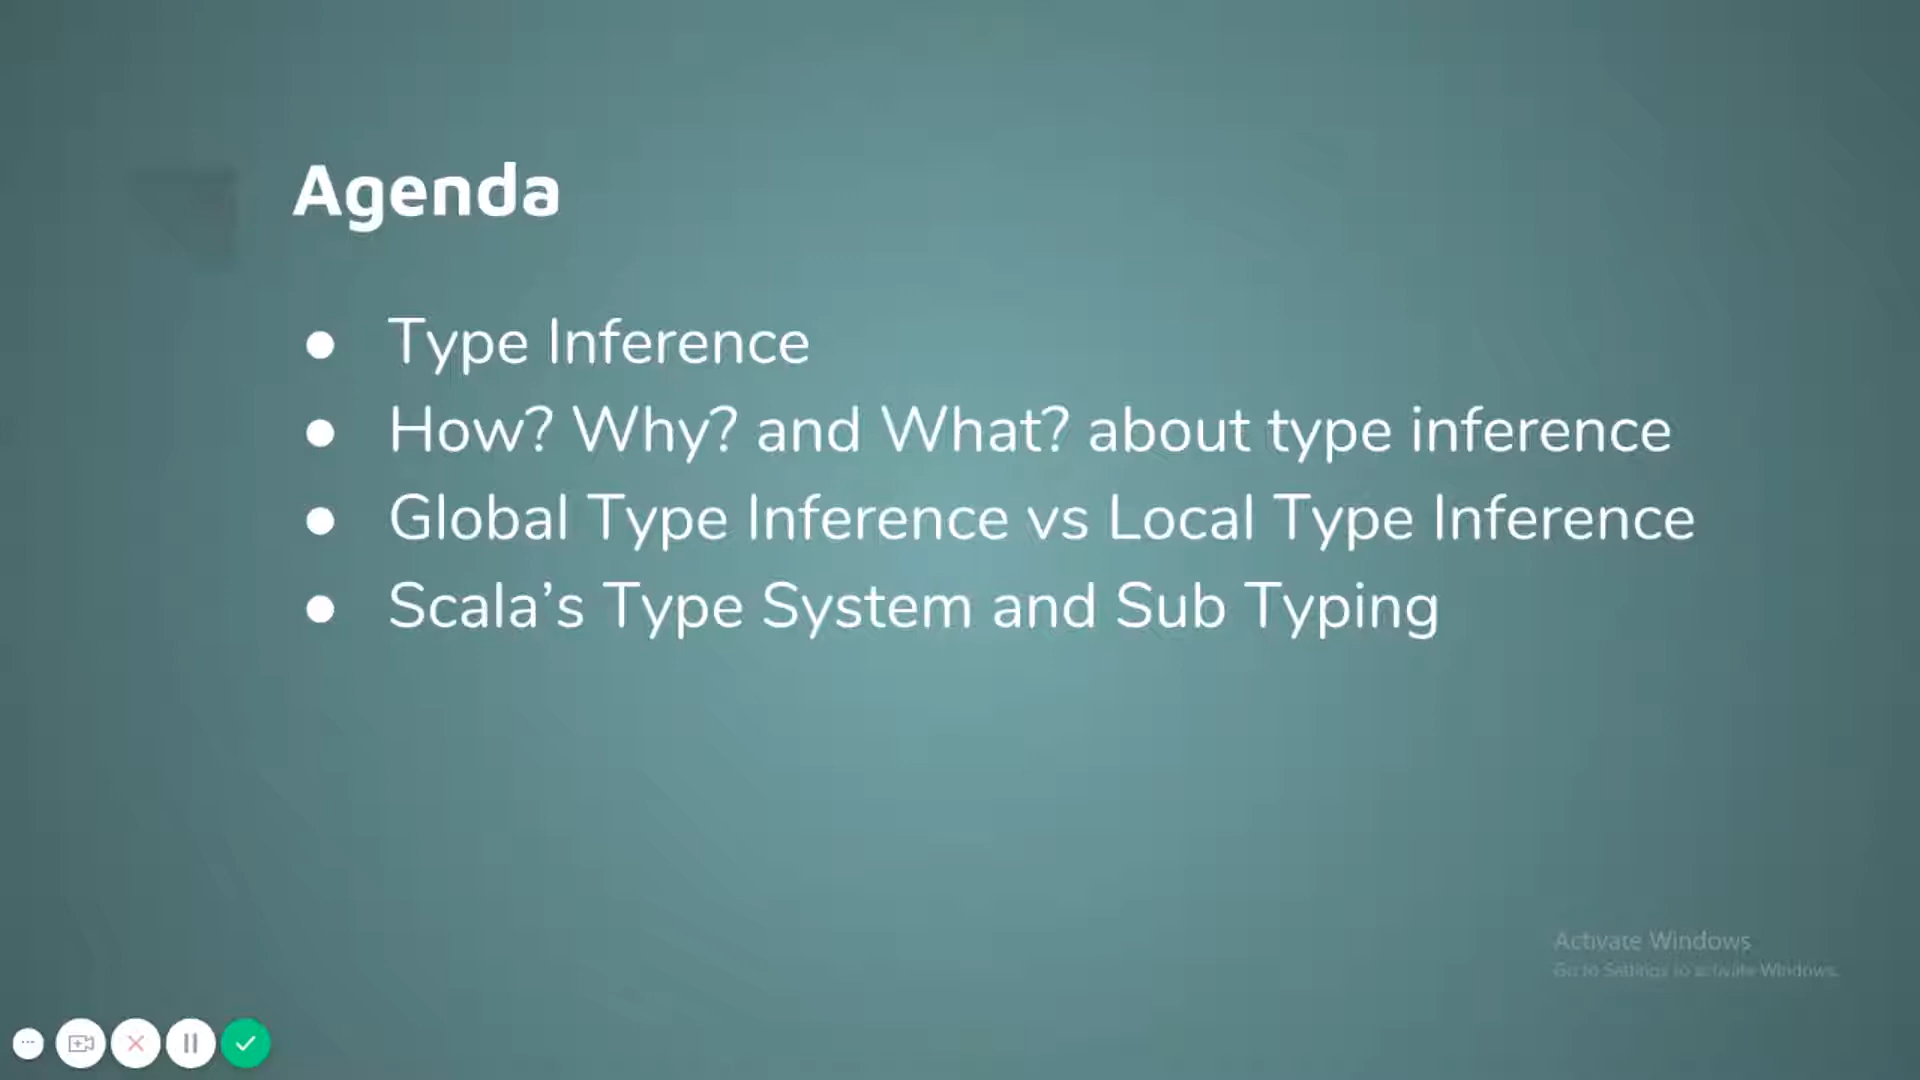 Agenda
● Type Inference
● How? Why? and What? about type inference
● Global Type Inference vs Local Type Inference
● Scala’s Type System and Sub Typing
Activate Windows
Go to Settings to activate Windows.